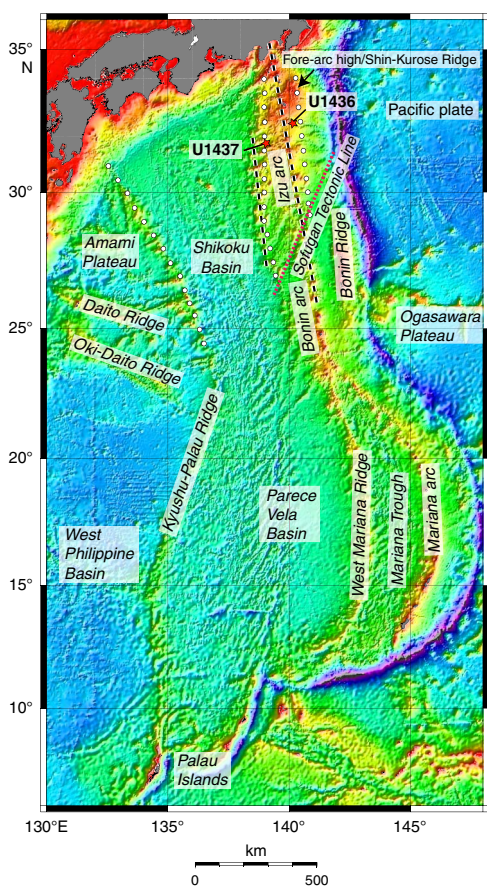 35°
N
Fore-arc high/Shin-Kurose Ridge
U1436
Pacific plate
U1437
Izu arc
Sofugan Tectonic Line
30°
Amami
Plateau
Shikoku
Basin
Bonin Ridge
Daito Ridge
Bonin arc
Ogasawara
Plateau
25°
Oki-Daito Ridge
Kyushu-Palau Ridge
20°
West Mariana Ridge
Mariana Trough
Mariana arc
Parece
Vela
Basin
West
Philippine
Basin
15°
10°
Palau
Islands
130°E
135°
140°
145°
km
0
500